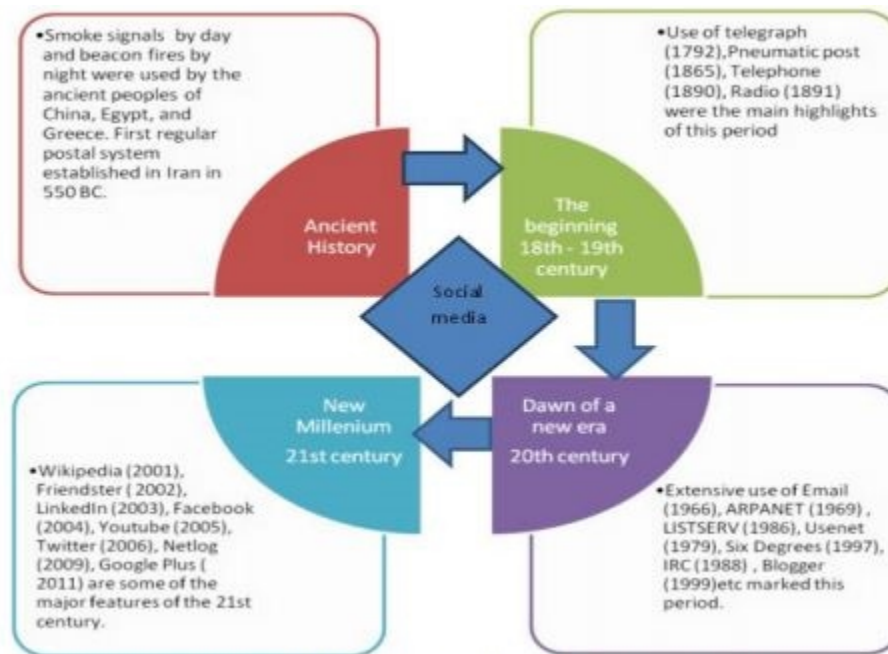 •Smoke signals by day
and beacon fires by
night were used by the
ancient peoples of
China, Egypt, and
Greece. First regular
postal system
established in Iran in
550 BC.
Ancient
History
•Use of telegraph
(1792),Pneumatic post
(1865), Telephone
(1890), Radio (1891)
were the main highlights
of this period
The
beginning
18th - 19th
century
Social
media
New
Millenium
21st century
•Wikipedia (2001),
Friendster ( 2002),
LinkedIn (2003), Facebook
(2004), Youtube (2005),
Twitter (2006), Netlog
(2009), Google Plus (
2011) are some of the
major features of the 21st
century.
Dawn of a
new era
20th century
•Extensive use of Email
(1966), ARPANET (1969) ,
LISTSERV (1986), Usenet
(1979), Six Degrees (1997),
IRC (1988) , Blogger
(1999)etc marked this
period.